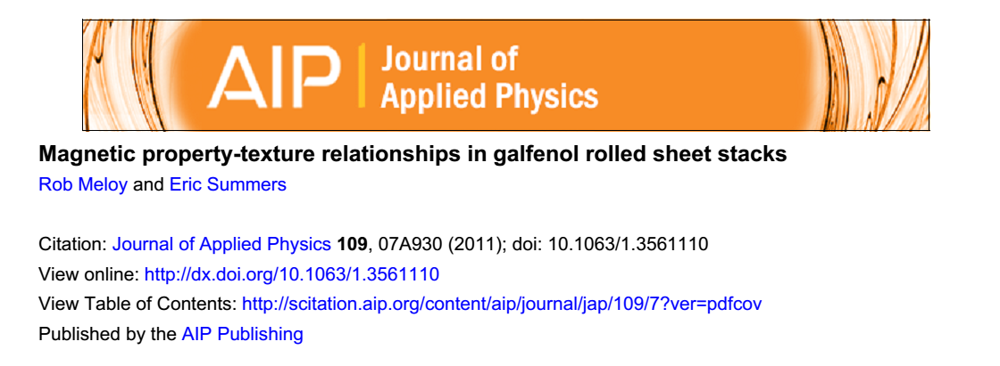 AIP Journal of
Applied Physics
Magnetic property-texture relationships in galfenol rolled sheet stacks
Rob Meloy and Eric Summers
Citation: Journal of Applied Physics 109, 07A930 (2011); doi: 10.1063/1.3561110
View online: http://dx.doi.org/10.1063/1.3561110
View Table of Contents: http://scitation.aip.org/content/aip/journal/jap/109/7?ver=pdfcov
Published by the AIP Publishing